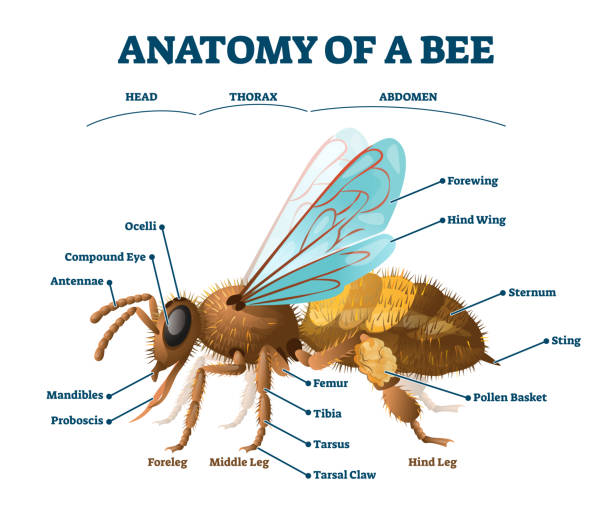 ANATOMY OF A BEE
HEAD
THORAX
ABDOMEN
Forewing
Hind Wing
Ocelli
Compound Eye
Antennae
Sternum
Sting
Femur
Mandibles
Pollen Basket
Tibia
Proboscis
Tarsus
Foreleg
Middle Leg
Hind Leg
Tarsal Claw